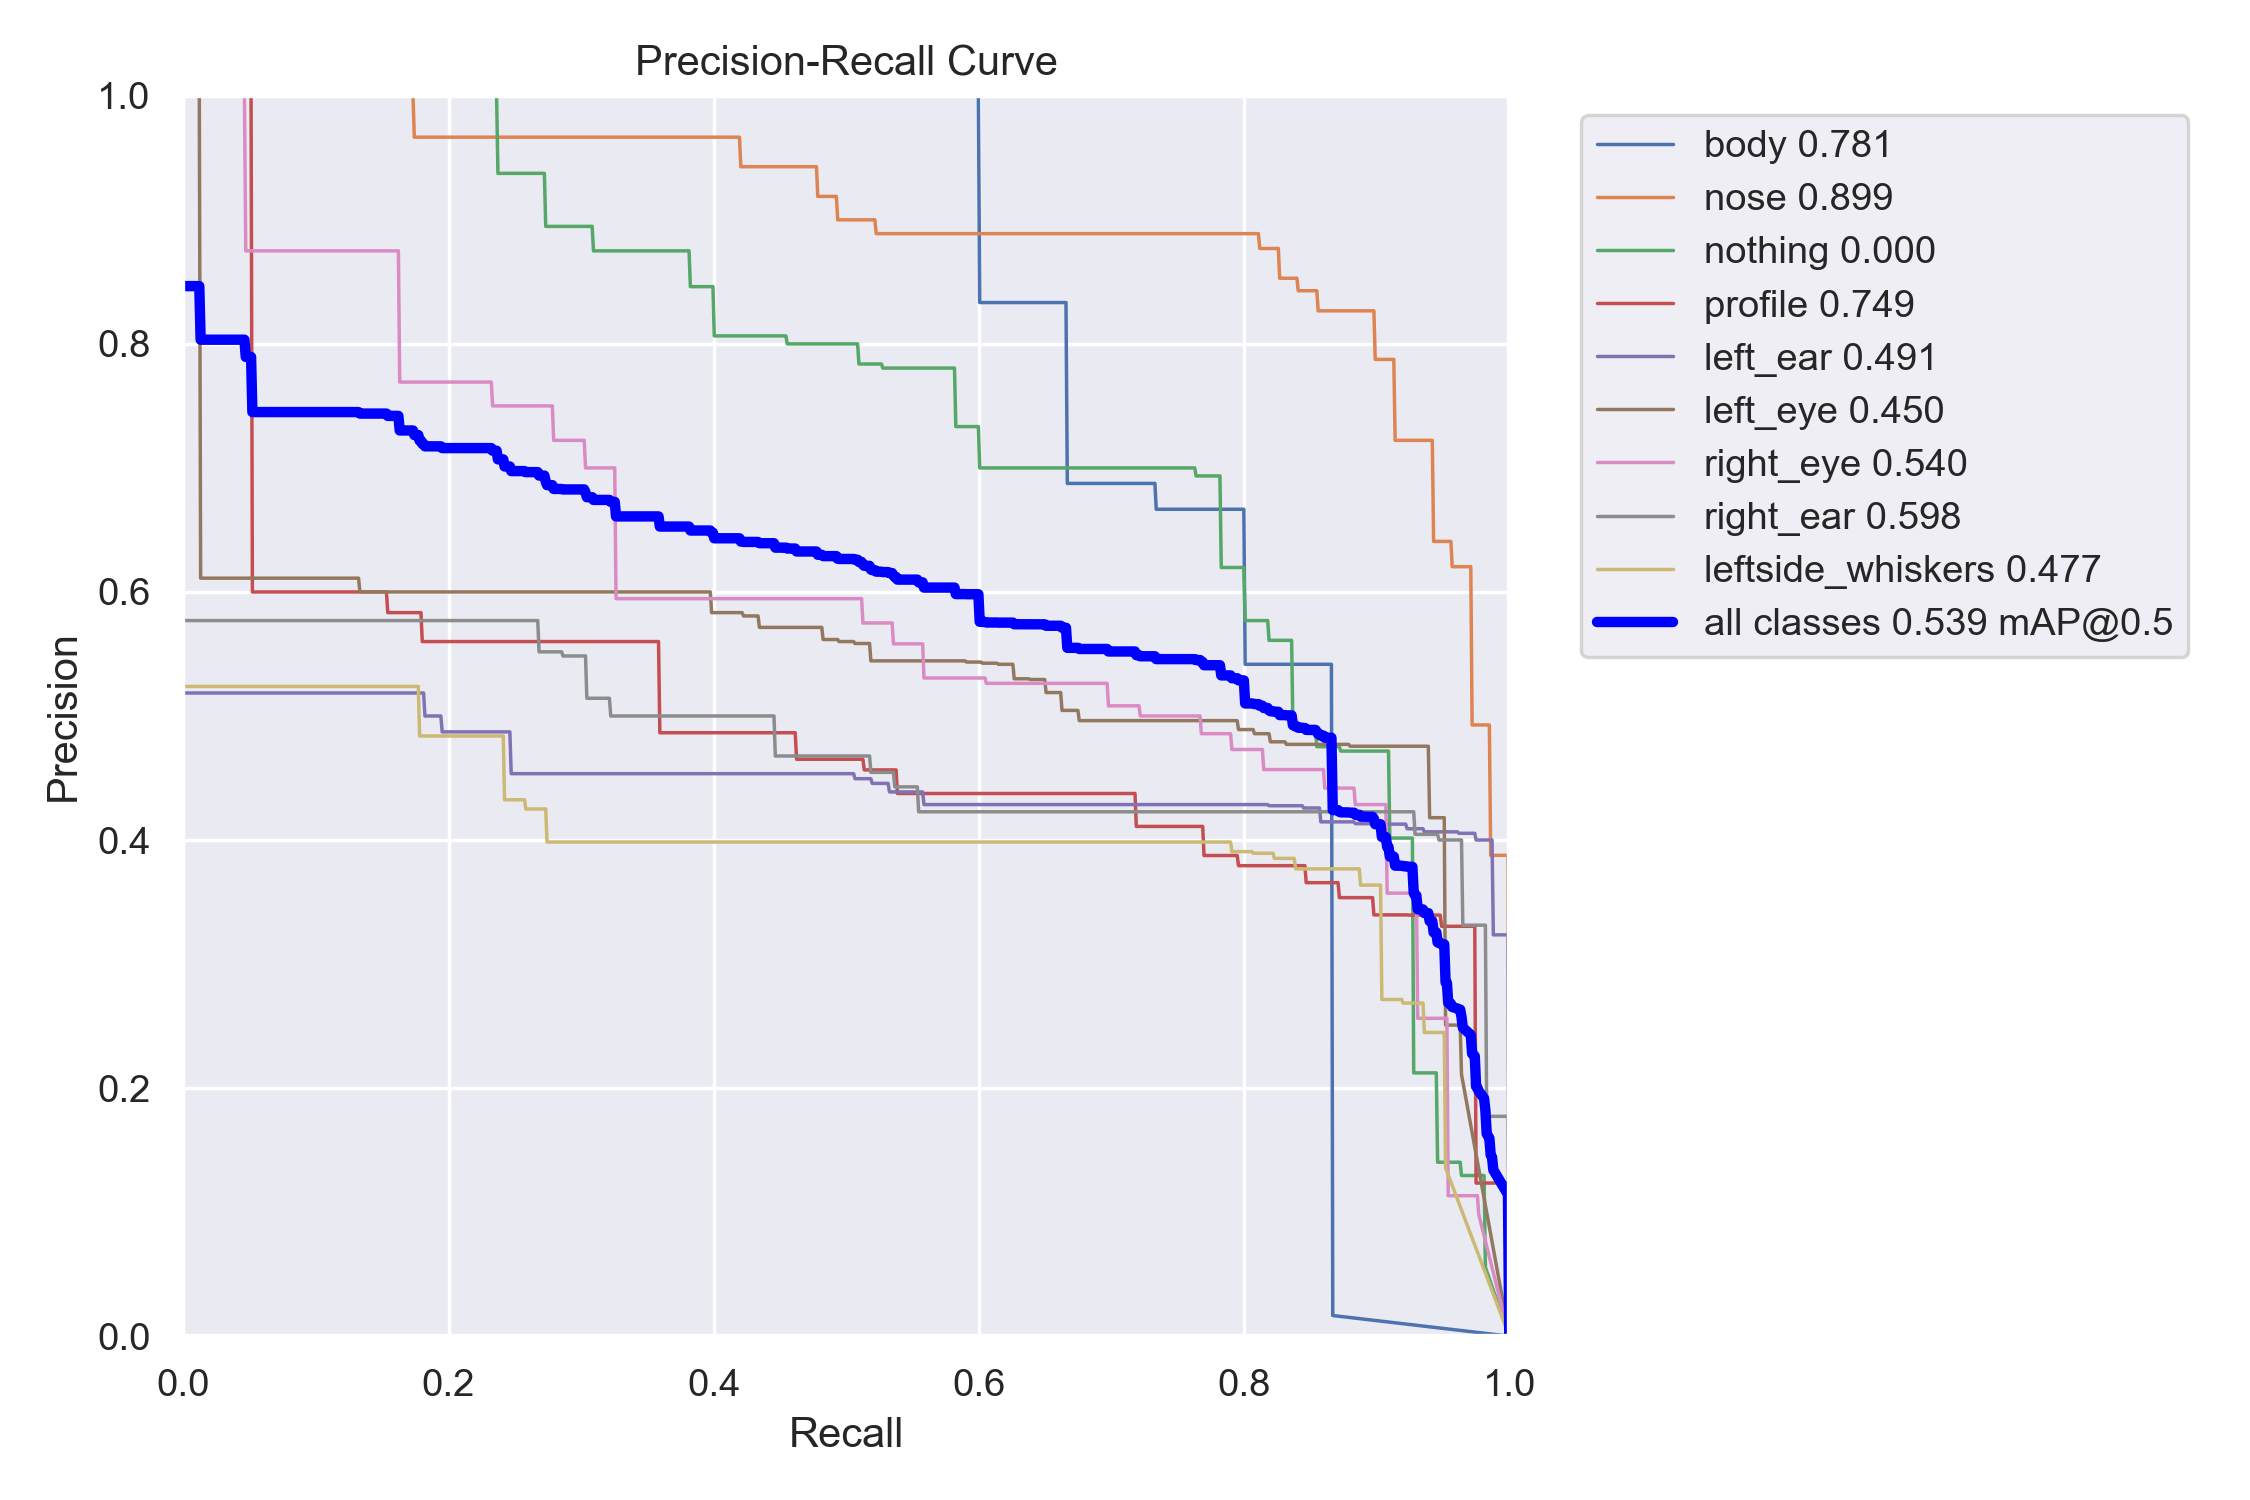 Precision-Recall Curve
1.0
0.8
0.6
0.4
0.2
0.0
Precision
0.0 0.2 0.4 0.6 0.8 1.0
Recall
body 0.781
nose 0.899
nothing 0.000
profile 0.749
left_ear 0.491
left_eye 0.450
right_eye 0.540
right_ear 0.598
leftside_whiskers 0.477
all classes 0.539 mAP@0.5